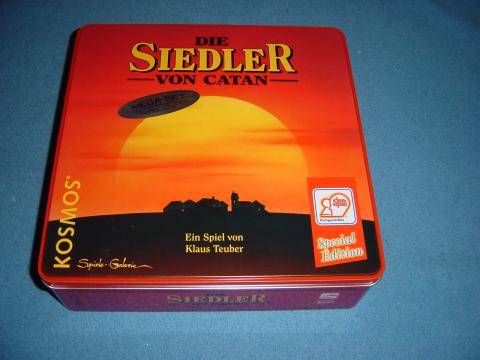 DIE
SIEDLER
VON CATAN
MEGA-SET
KOSMOS
Ein Spiel von
Klaus Teuber
Spiele-Galerie
Special
Edition
SIEDLER